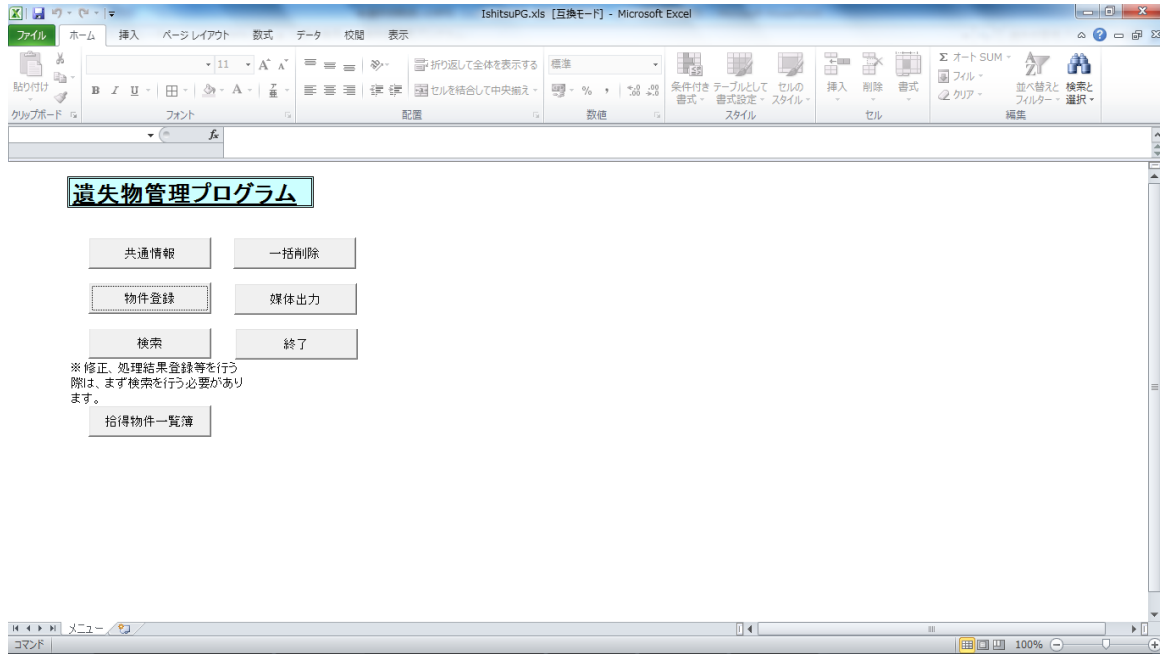 IshitsuPG.xls [互換モード] - Microsoft Excel
ファイル ホーム 挿入 ページ レイアウト 数式 データ 校閲 表示
貼り付け
クリップボード
11
B I U
フォント
折り返して全体を表示する
セルを結合して中央揃え
配置
標準
% ,
数値
条件付き書式
テーブルとして書式設定
セルのスタイル
スタイル
挿入 削除 書式
セル
Σ オート SUM
フィル
クリア
並べ替えとフィルター
検索と選択
編集
fx
遺失物管理プログラム
共通情報 一括削除
物件登録 媒体出力
検索 終了
※修正、処理結果登録等を行う
際は、まず検索を行う必要があり
ます。
拾得物件一覧簿
メニュー
コマンド 100%